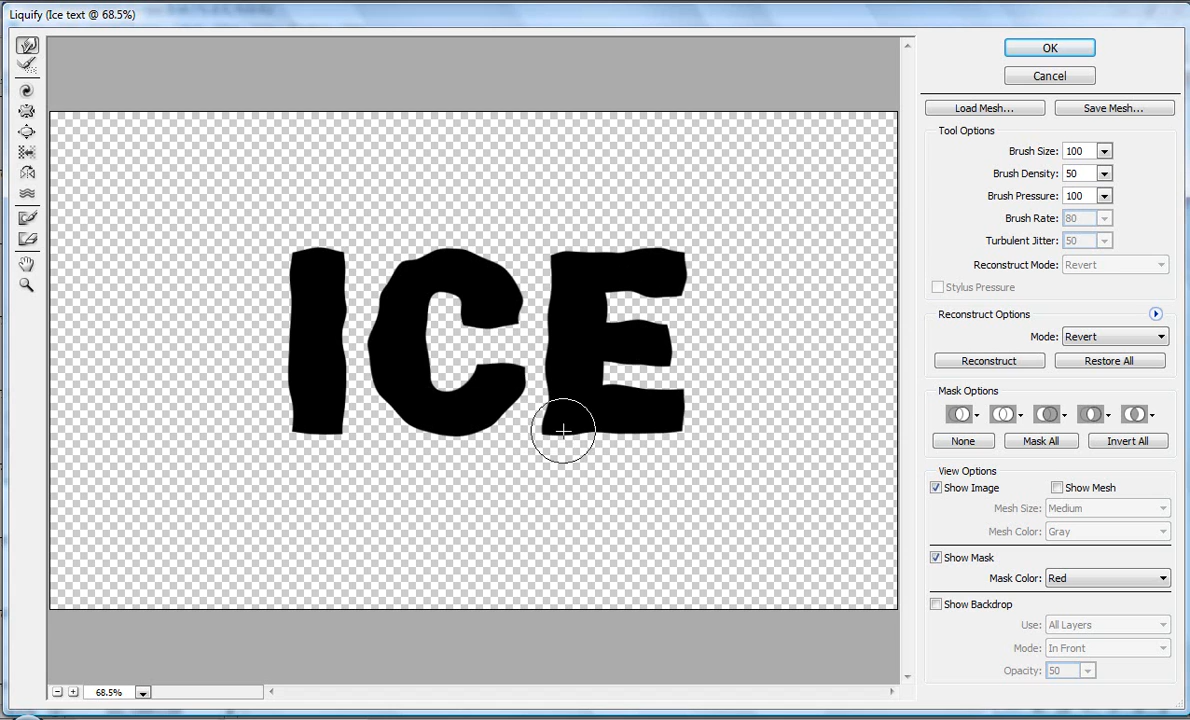 Liquify (Ice text @ 68.5%)
OK
Cancel
Load Mesh... Save Mesh...
Tool Options
Brush Size: 100
Brush Density: 50
Brush Pressure: 100
Brush Rate: 80
Turbulent Jitter: 50
Reconstruct Mode: Revert
Stylus Pressure
Reconstruct Options
Mode: Revert
Reconstruct Restore All
Mask Options
None Mask All Invert All
View Options
Show Image Show Mesh
Mesh Size: Medium
Mesh Color: Gray
Show Mask
Mask Color: Red
Show Backdrop
Use: All Layers
Mode: In Front
Opacity: 50
ICE
68.5%